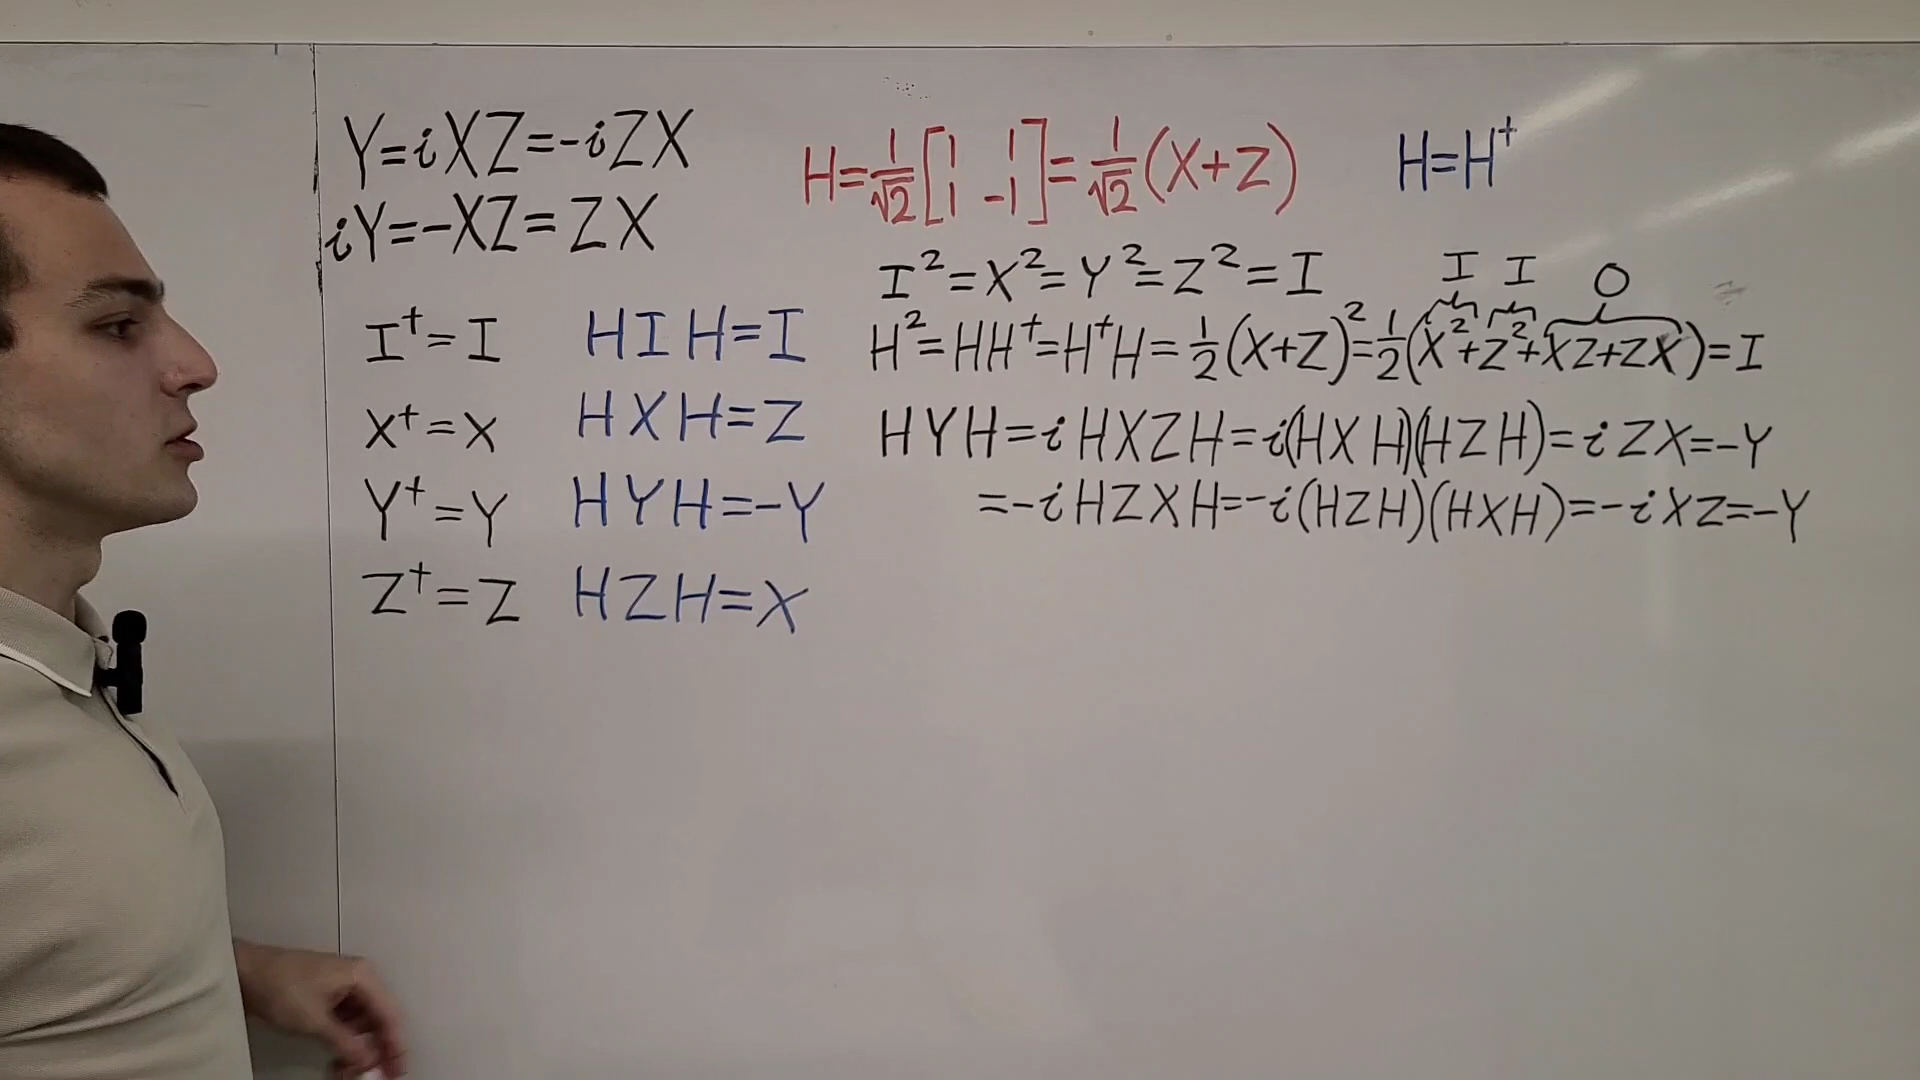 Y=iXZ=-iZX
iY=-XZ=ZX
H=1/√2[1 1; 1 -1]=1/√2(X+Z)
H=H†
I²=X²=Y²=Z²=I
I I 0
H²=HH†=H†H=1/2(X+Z)²=1/2(X²+Z²+XZ+ZX)=I
I†=I HIH=I
X†=X HXH=Z
Y†=Y HYH=-Y
Z†=Z HZH=X
HYH=iHXZH=i(HXH)(HZH)=iZX=-Y
=-iHZXH=-i(HZH)(HXH)=-iXZ=-Y